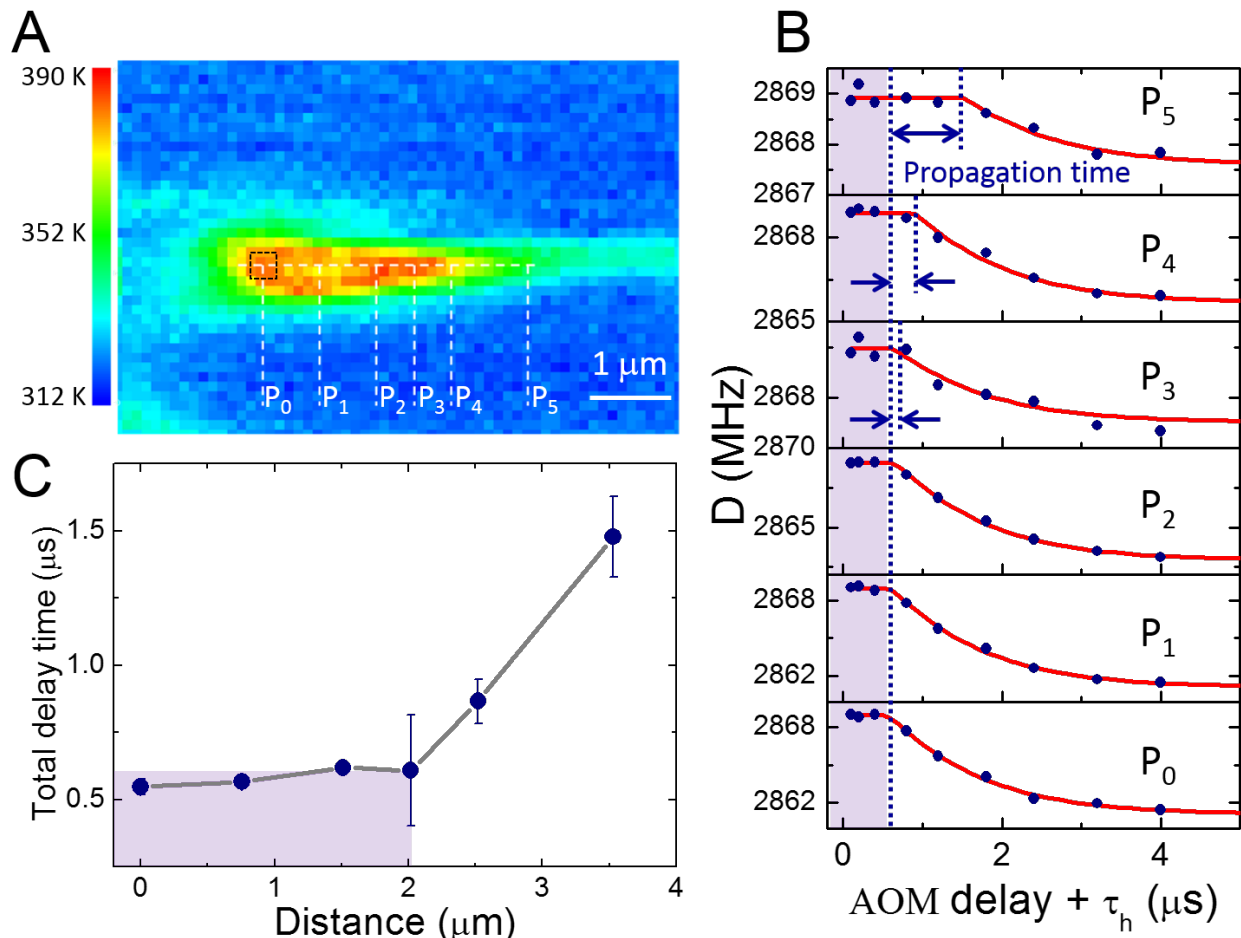 A
390 K
352 K
312 K
P0
P1
P2
P3
P4
P5
1 μm
B
D (MHz)
2869
2868
2867
P5
Propagation time
2868
2865
P4
2868
2870
P3
2865
P2
2868
2862
P1
2868
2862
P0
0
2
4
AOM delay + τh (μs)
C
Total delay time (μs)
1.5
1.0
0.5
0
1
2
3
4
Distance (μm)